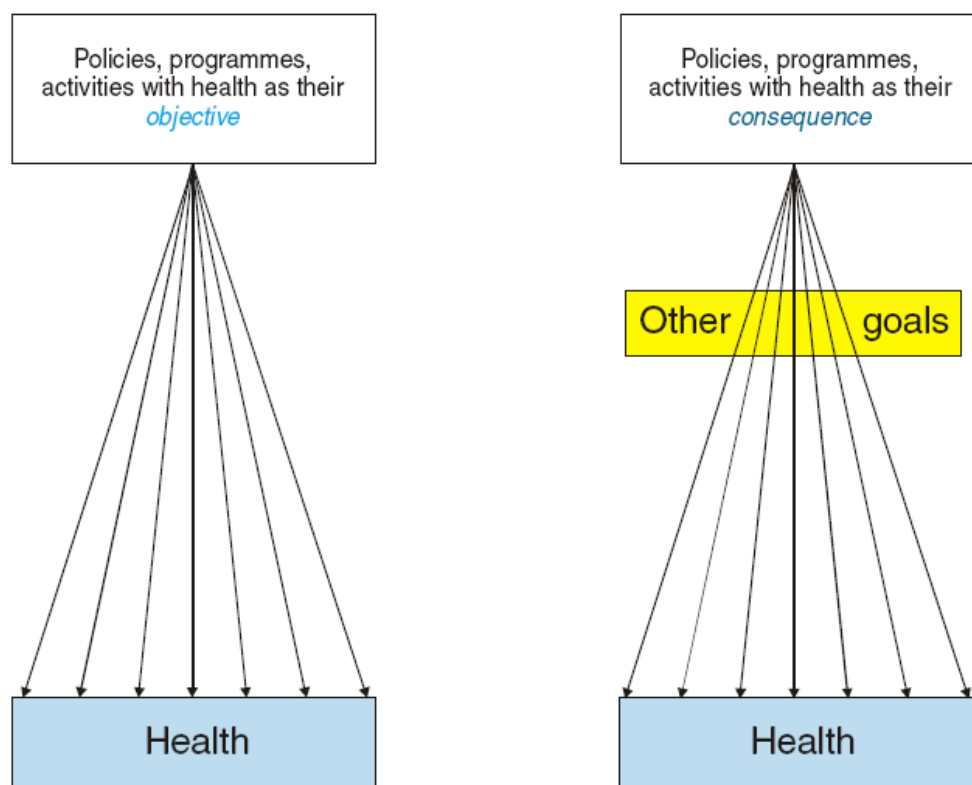 Policies, programmes,
activities with health as their
objective
Policies, programmes,
activities with health as their
consequence
Other goals
Health
Health